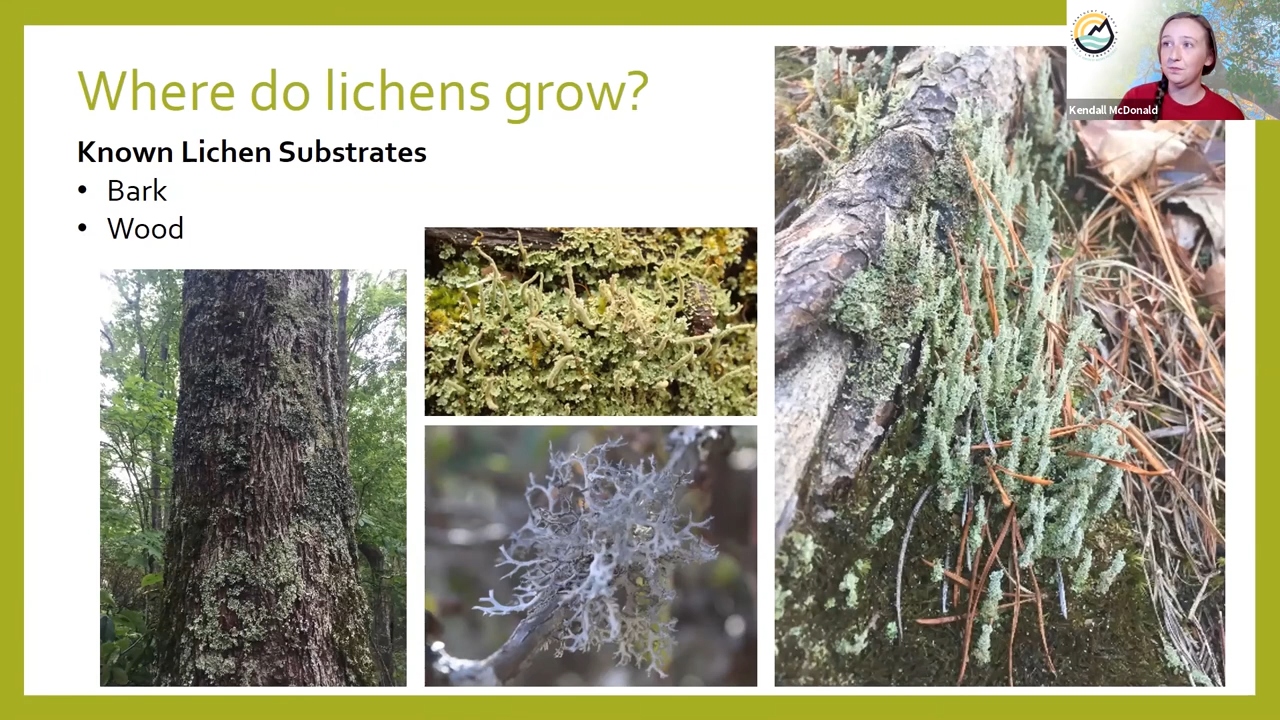 Where do lichens grow?
Known Lichen Substrates
• Bark
• Wood
Kendall McDonald